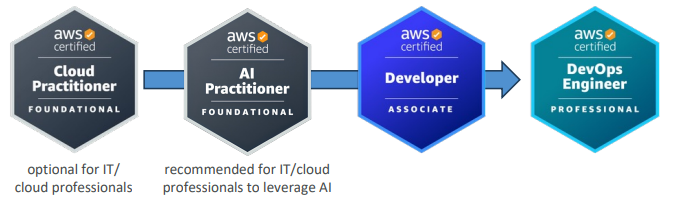 aws
certified
Cloud
Practitioner
FOUNDATIONAL
optional for IT/
cloud professionals
aws
certified
AI
Practitioner
FOUNDATIONAL
recommended for IT/cloud
professionals to leverage AI
aws
certified
Developer
ASSOCIATE
aws
certified
DevOps
Engineer
PROFESSIONAL